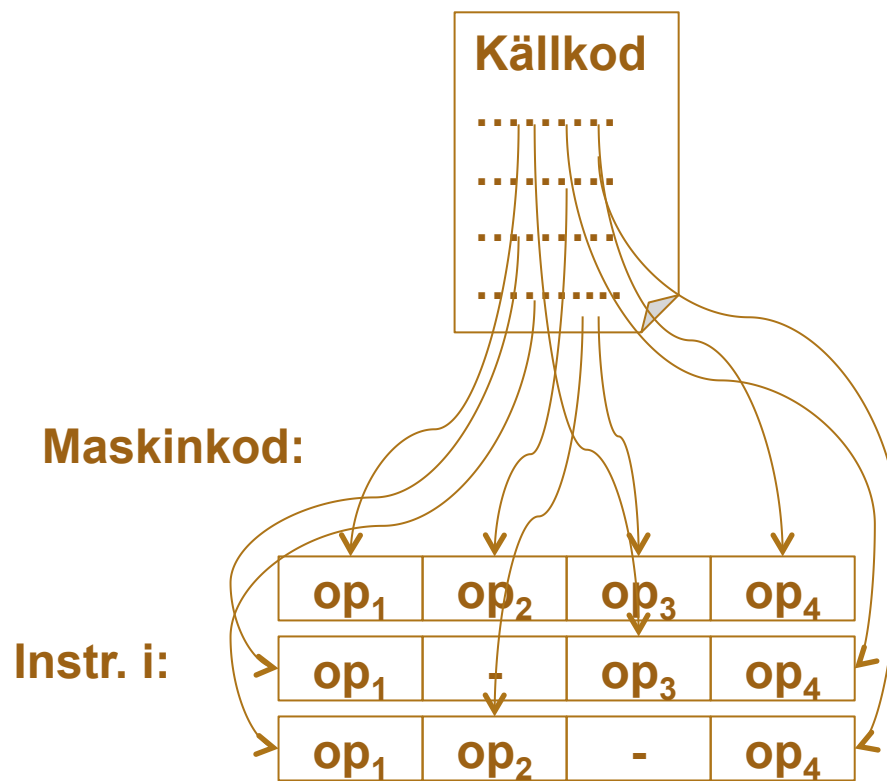 Källkod
.........
.........
.........
..........
Maskinkod:
op₁ op₂ op₃ op₄
Instr. i:
op₁ - op₃ op₄
op₁ op₂ - op₄